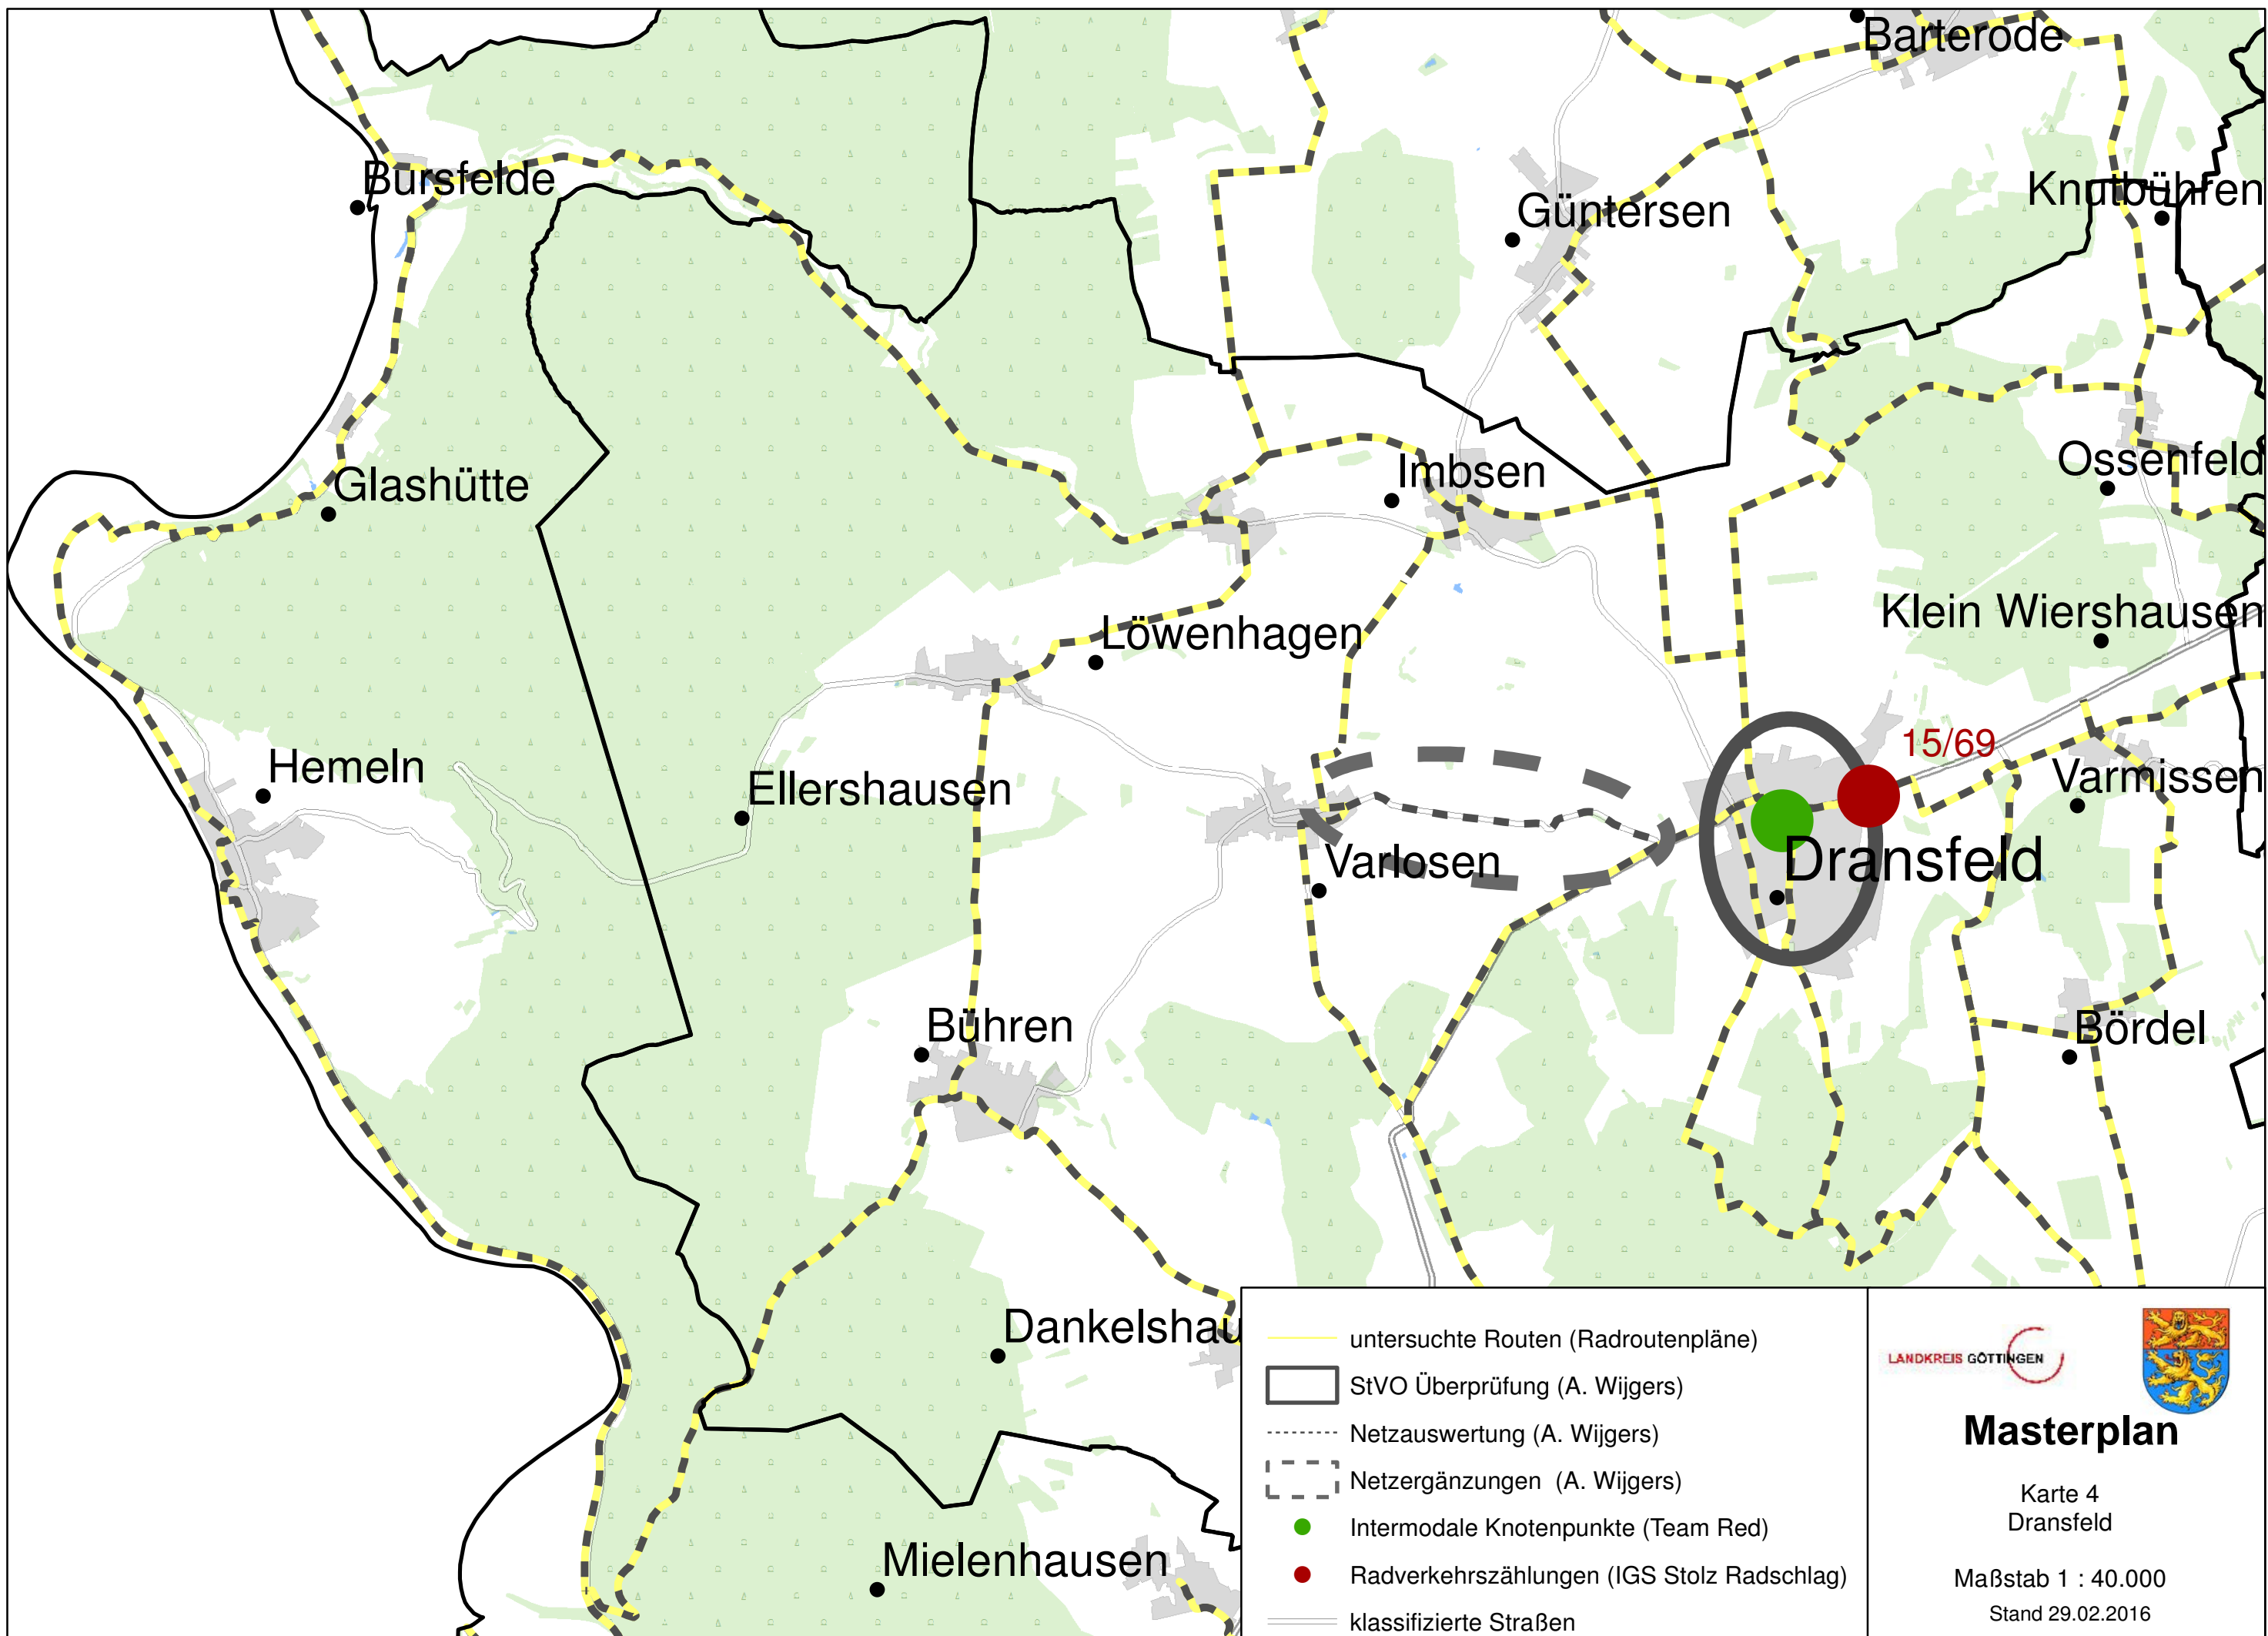 Barterode
Bursfelde
Knutbühren
Güntersen
Glashütte
Imbsen
Ossenfeld
Klein Wiershausen
Löwenhagen
15/69
Hemeln
Ellershausen
Varmissen
Varlosen
Dransfeld
Bühren
Bördel
Dankelshau
Mielenhausen
untersuchte Routen (Radroutenpläne)
StVO Überprüfung (A. Wijgers)
Netzauswertung (A. Wijgers)
Netzergänzungen (A. Wijgers)
Intermodale Knotenpunkte (Team Red)
Radverkehrszählungen (IGS Stolz Radschlag)
klassifizierte Straßen
LANDKREIS GÖTTINGEN
Masterplan
Karte 4
Dransfeld
Maßstab 1 : 40.000
Stand 29.02.2016